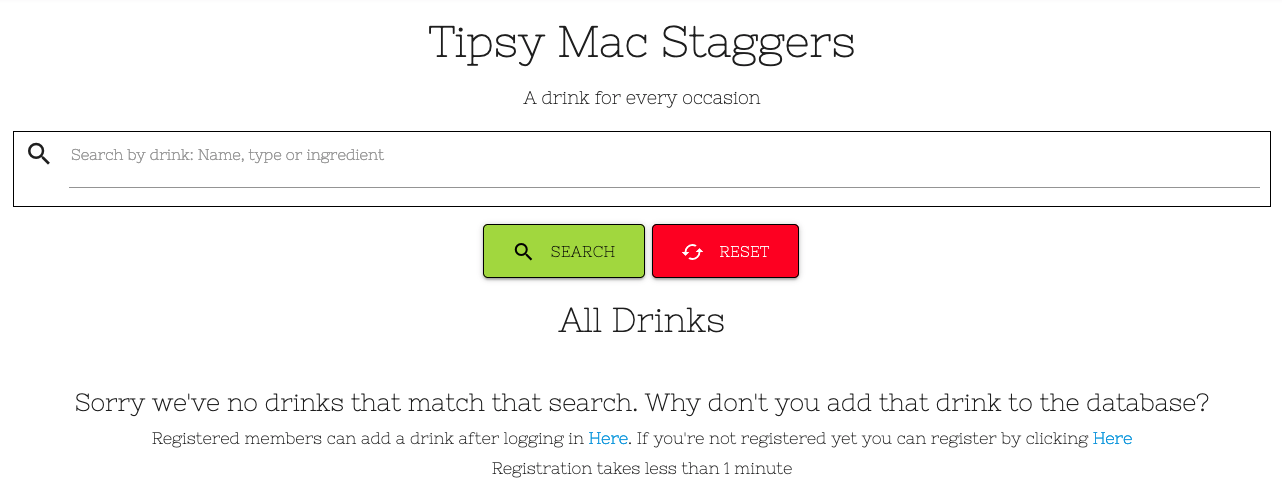 Tipsy Mac Staggers
A drink for every occasion
Search by drink: Name, type or ingredient
SEARCH
RESET
All Drinks
Sorry we've no drinks that match that search. Why don't you add that drink to the database?
Registered members can add a drink after logging in Here. If you're not registered yet you can register by clicking Here
Registration takes less than 1 minute